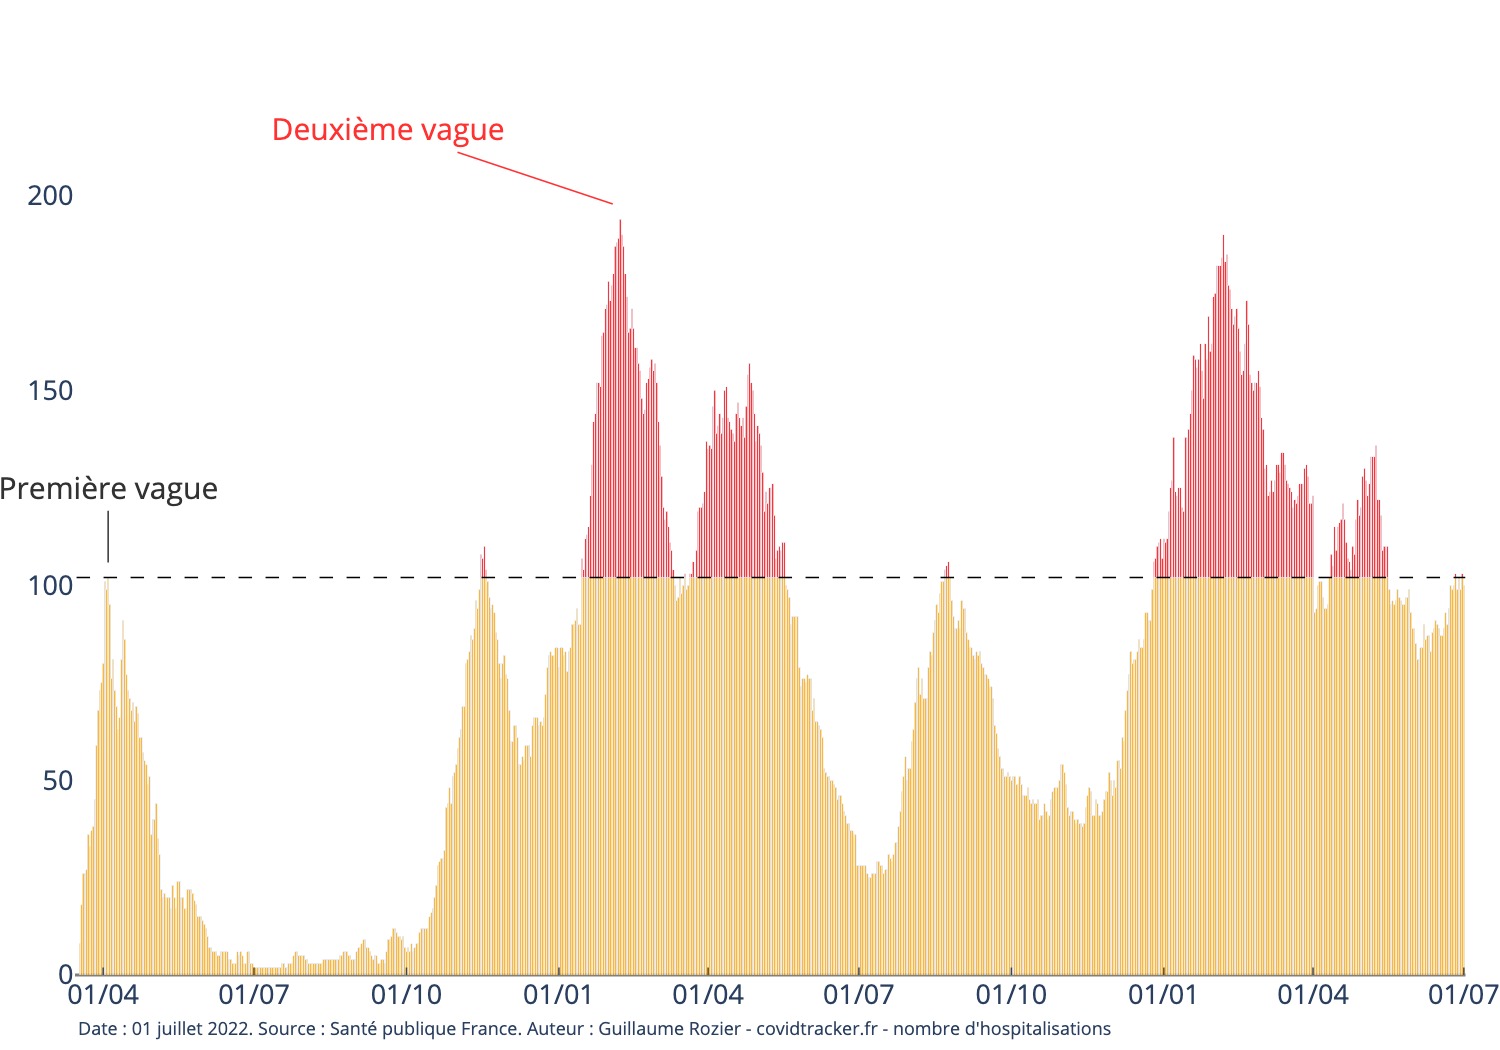 Deuxième vague
200
150
Première vague
100
50
0
01/04 01/07 01/10 01/01 01/04 01/07 01/10 01/01 01/04 01/07
Date : 01 juillet 2022. Source : Santé publique France. Auteur : Guillaume Rozier - covidtracker.fr - nombre d'hospitalisations